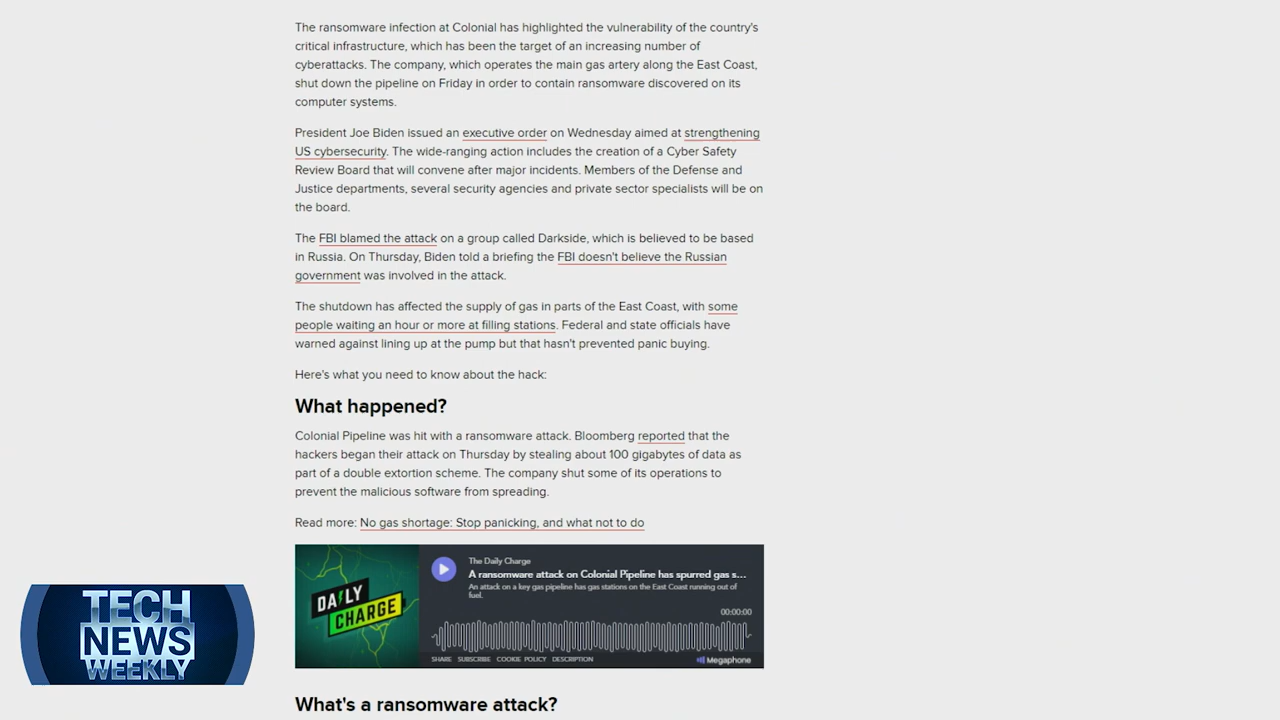 The ransomware infection at Colonial has highlighted the vulnerability of the country's
critical infrastructure, which has been the target of an increasing number of
cyberattacks. The company, which operates the main gas artery along the East Coast,
shut down the pipeline on Friday in order to contain ransomware discovered on its
computer systems.
President Joe Biden issued an executive order on Wednesday aimed at strengthening
US cybersecurity. The wide-ranging action includes the creation of a Cyber Safety
Review Board that will convene after major incidents. Members of the Defense and
Justice departments, several security agencies and private sector specialists will be on
the board.
The FBI blamed the attack on a group called Darkside, which is believed to be based
in Russia. On Thursday, Biden told a briefing the FBI doesn't believe the Russian
government was involved in the attack.
The shutdown has affected the supply of gas in parts of the East Coast, with some
people waiting an hour or more at filling stations. Federal and state officials have
warned against lining up at the pump but that hasn't prevented panic buying.
Here's what you need to know about the hack:
What happened?
Colonial Pipeline was hit with a ransomware attack. Bloomberg reported that the
hackers began their attack on Thursday by stealing about 100 gigabytes of data as
part of a double extortion scheme. The company shut some of its operations to
prevent the malicious software from spreading.
Read more: No gas shortage: Stop panicking, and what not to do
DAILY
CHARGE
The Daily Charge
A ransomware attack on Colonial Pipeline has spurred gas s...
An attack on a key gas pipeline has gas stations on the East Coast running out of
fuel.
00:00:00
SHARE SUBSCRIBE COOKIE POLICY DESCRIPTION
Megaphone
TECH
NEWS
WEEKLY
What's a ransomware attack?